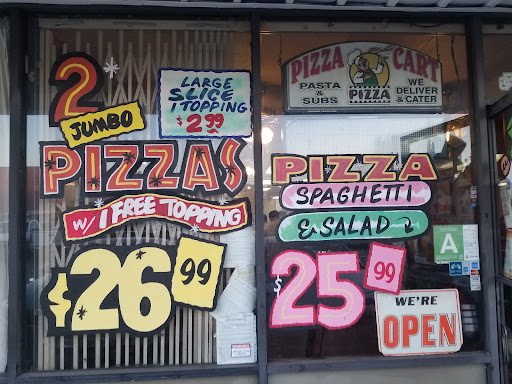 2
JUMBO
PIZZAS
W/ 1 FREE TOPPING
$26 99
LARGE
SLICE
1 TOPPING
$2.99
PIZZA CART
PASTA
& SUBS
PIZZA
WE
DELIVER
& CATER
PIZZA
SPAGHETTI
& SALAD
$25 99
A
WE'RE
OPEN